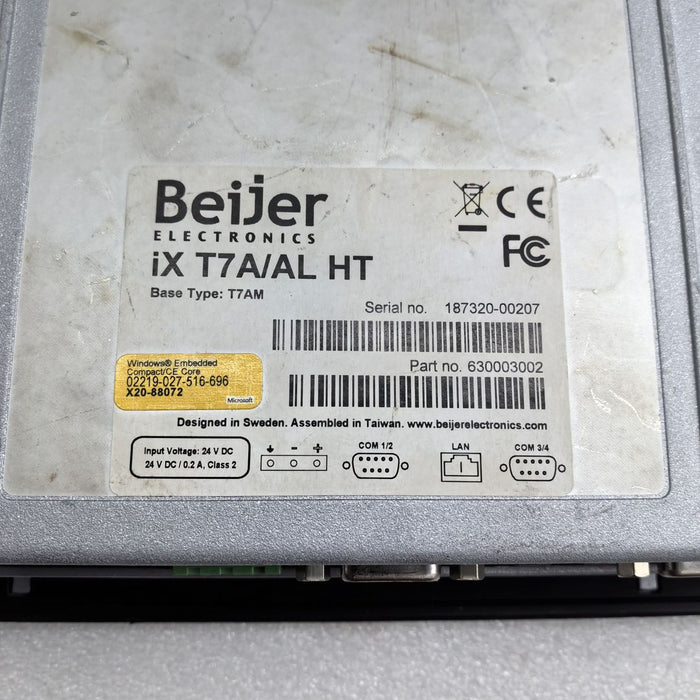 Beijer
ELECTRONICS
CE
FC
iX T7A/AL HT
Base Type: T7AM
Serial no. 187320-00207
Part no. 630003002
Windows® Embedded
Compact/CE Core
02219-027-516-696
X20-88072
Microsoft
Designed in Sweden. Assembled in Taiwan. www.beijerelectronics.com
Input Voltage: 24 V DC
24 V DC / 0.2 A, Class 2
- +
COM 1/2
LAN
COM 3/4